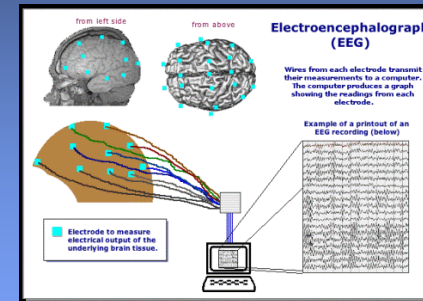 from left side
from above
Electroencephalograph
(EEG)
Wires from each electrode transmit
their measurements to a computer.
The computer produces a graph
showing the readings from each
electrode.
Example of a printout of an
EEG recording (below)
Electrode to measure
electrical output of the
underlying brain tissue.